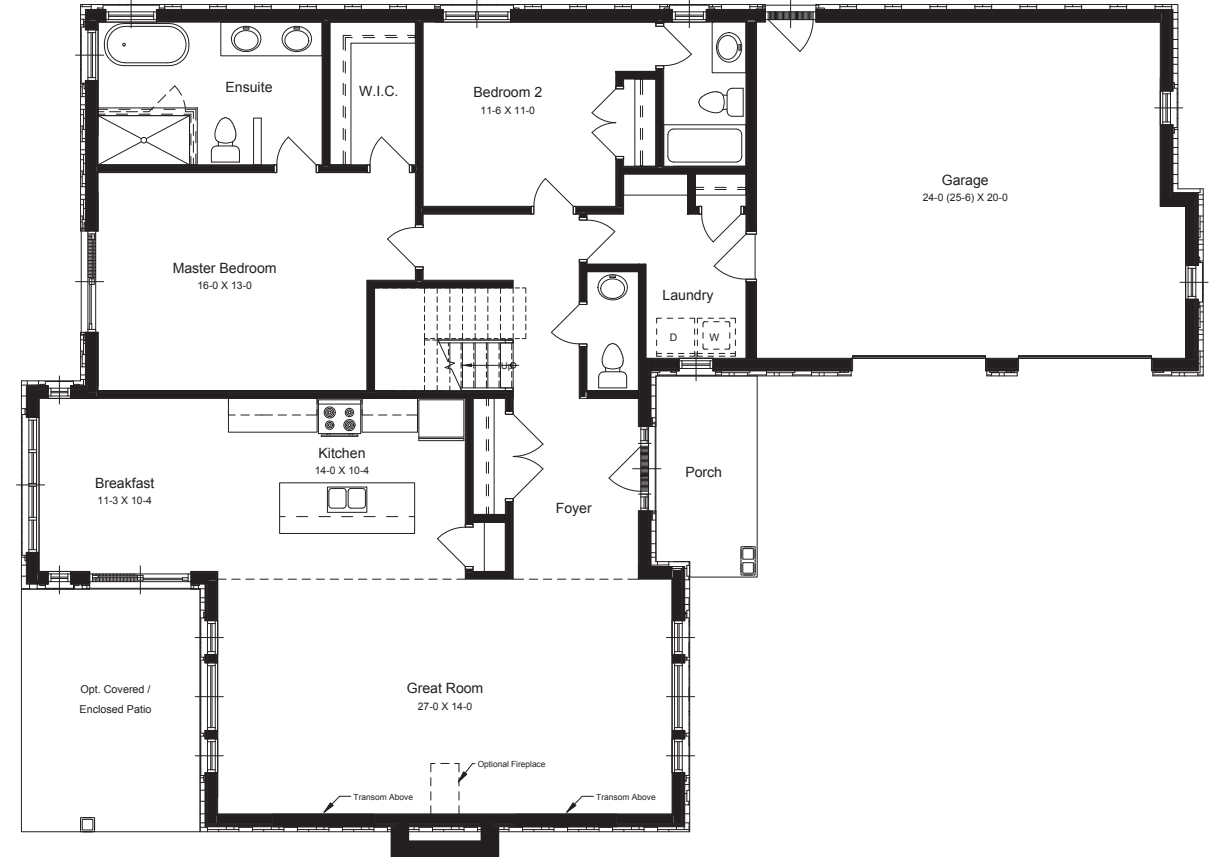 Ensuite
W.I.C.
Bedroom 2
11-6 X 11-0
Garage
24-0 (25-6) X 20-0
Master Bedroom
16-0 X 13-0
Laundry
D
W
UP
Kitchen
14-0 X 10-4
Breakfast
11-3 X 10-4
Foyer
Porch
Great Room
27-0 X 14-0
Opt. Covered /
Enclosed Patio
Optional Fireplace
Transom Above
Transom Above